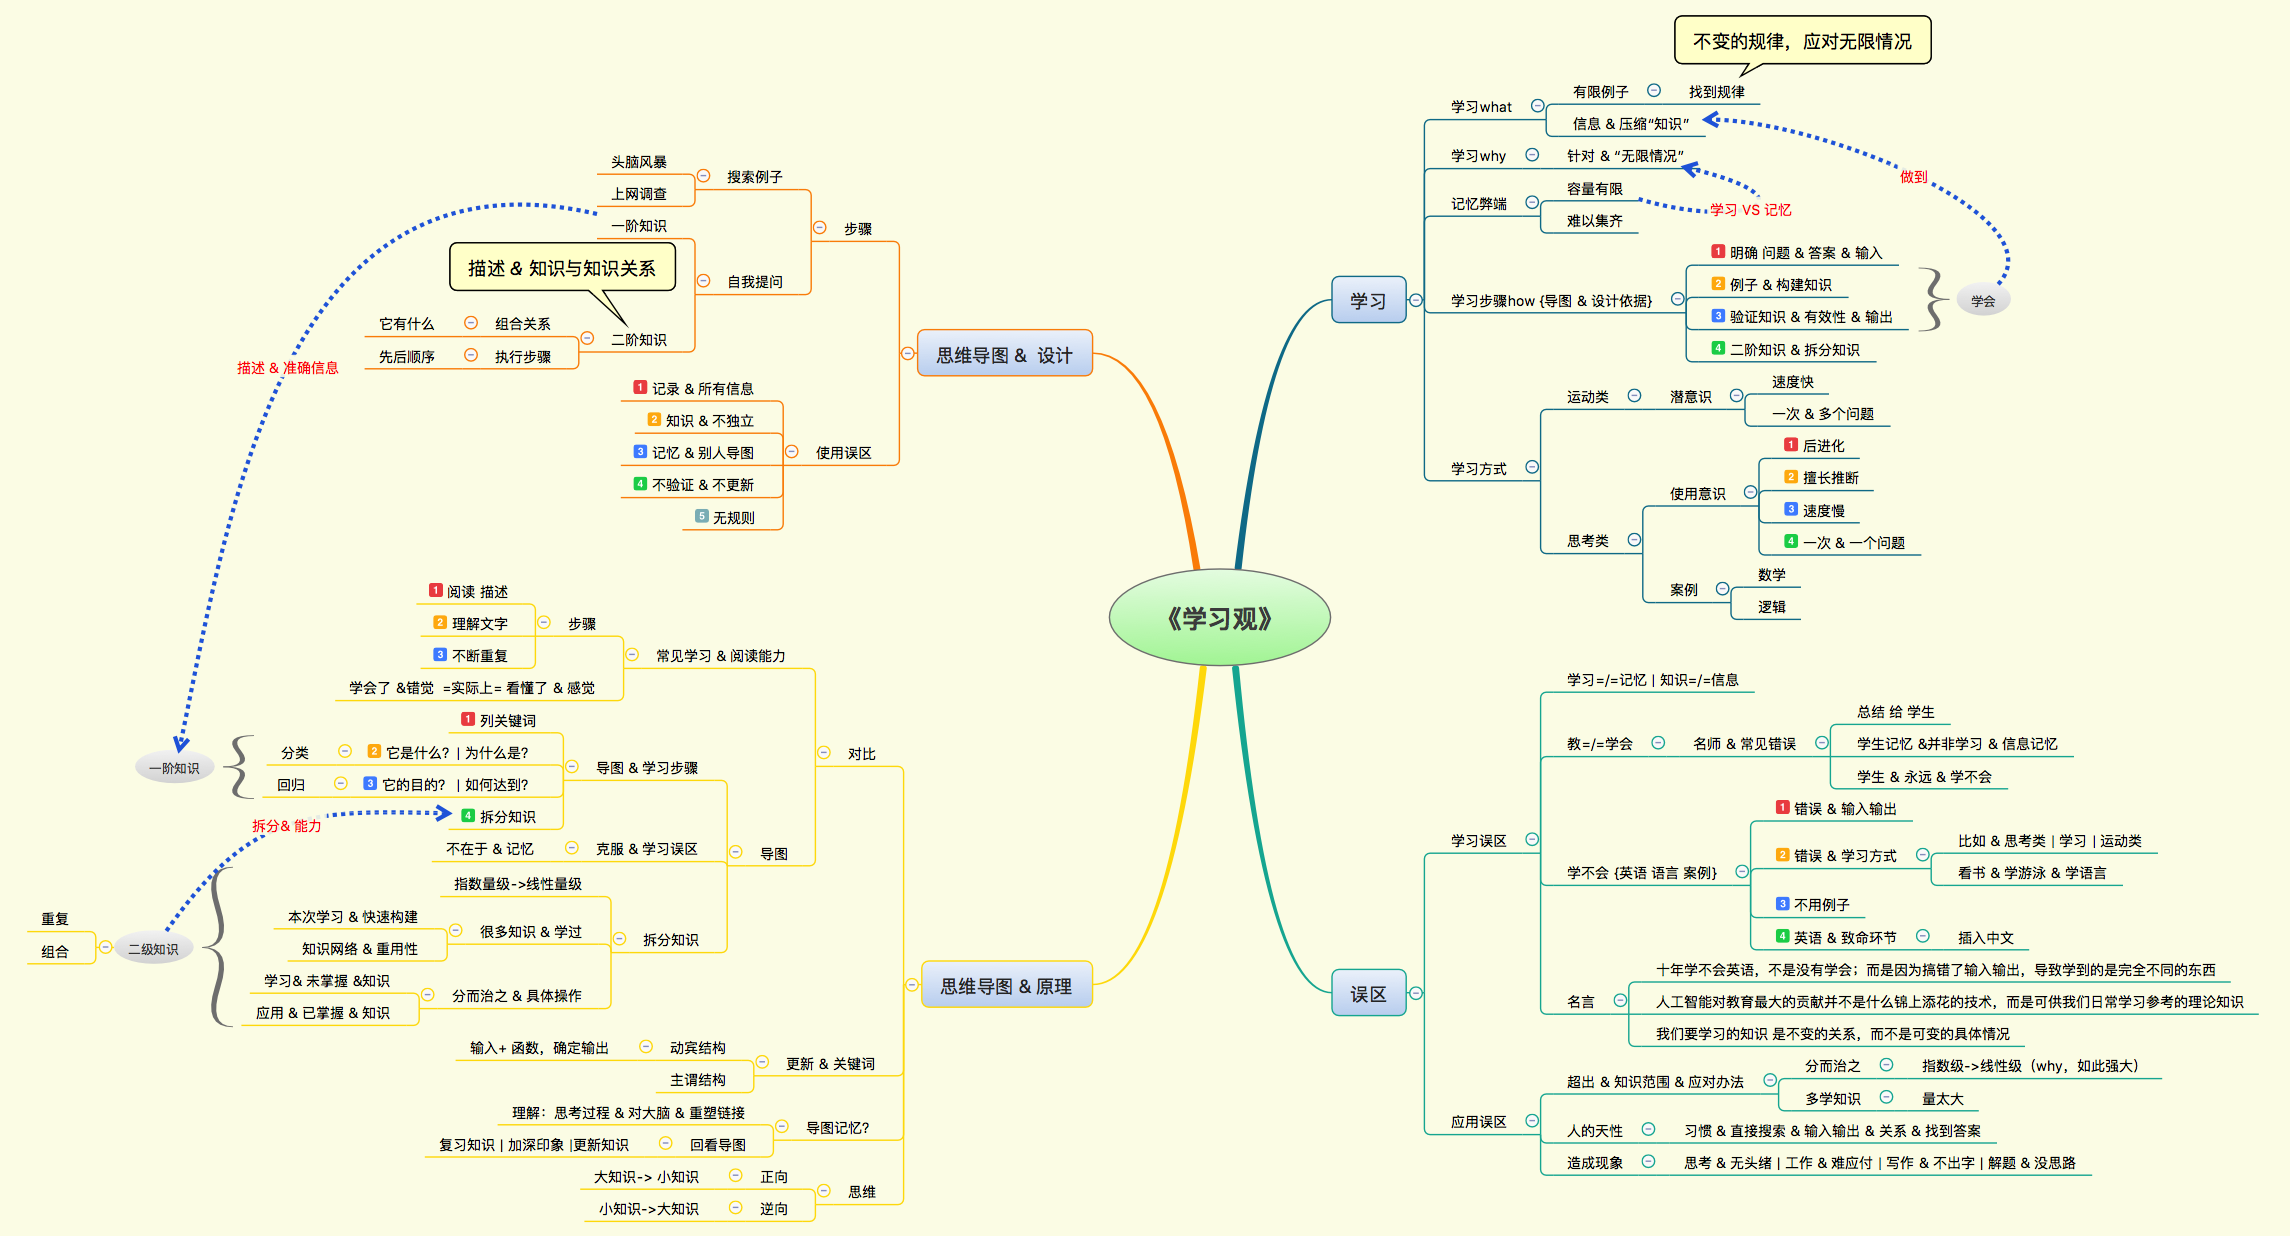 《学习观》
学习
不变的规律，应对无限情况
学习what
有限例子
找到规律
信息 & 压缩“知识”
学习why
针对 & “无限情况”
记忆弊端
容量有限
难以集齐
学习 VS 记忆
做到
学习步骤how {导图 & 设计依据}
1 明确 问题 & 答案 & 输入
2 例子 & 构建知识
3 验证知识 & 有效性 & 输出
4 二阶知识 & 拆分知识
学会
学习方式
运动类
潜意识
速度快
一次 & 多个问题
思考类
使用意识
1 后进化
2 擅长推断
3 速度慢
4 一次 & 一个问题
案例
数学
逻辑
误区
学习误区
学习=/=记忆 | 知识=/=信息
教=/=学会
名师 & 常见错误
总结 给 学生
学生记忆 &并非学习 & 信息记忆
学生 & 永远 & 学不会
学不会 {英语 语言 案例}
1 错误 & 输入输出
2 错误 & 学习方式
比如 & 思考类 | 学习 | 运动类
看书 & 学游泳 & 学语言
3 不用例子
4 英语 & 致命环节
插入中文
名言
十年学不会英语，不是没有学会；而是因为搞错了输入输出，导致学到的是完全不同的东西
人工智能对教育最大的贡献并不是什么锦上添花的技术，而是可供我们日常学习参考的理论知识
我们要学习的知识 是不变的关系，而不是可变的具体情况
应用误区
超出 & 知识范围 & 应对办法
分而治之
指数级->线性级（why，如此强大）
多学知识
量太大
人的天性
习惯 & 直接搜索 & 输入输出 & 关系 & 找到答案
造成现象
思考 & 无头绪 | 工作 & 难应付 | 写作 & 不出字 | 解题 & 没思路
思维导图 &  设计
步骤
搜索例子
头脑风暴
上网调查
自我提问
一阶知识
描述 & 知识与知识关系
二阶知识
组合关系
它有什么
执行步骤
先后顺序
描述 & 准确信息
使用误区
1 记录 & 所有信息
2 知识 & 不独立
3 记忆 & 别人导图
4 不验证 & 不更新
5 无规则
思维导图 & 原理
对比
常见学习 & 阅读能力
步骤
1 阅读 描述
2 理解文字
3 不断重复
学会了 &错觉  =实际上= 看懂了 & 感觉
导图
导图 & 学习步骤
1 列关键词
2 它是什么？| 为什么是？
分类
3 它的目的？ | 如何达到？
回归
4 拆分知识
一阶知识
拆分& 能力
克服 & 学习误区
不在于 & 记忆
拆分知识
指数量级->线性量级
很多知识 & 学过
本次学习 & 快速构建
知识网络 & 重用性
分而治之 & 具体操作
学习& 未掌握 &知识
应用 & 已掌握 & 知识
二级知识
重复
组合
更新 & 关键词
动宾结构
输入+ 函数，确定输出
主谓结构
导图记忆？
理解：思考过程 & 对大脑 & 重塑链接
回看导图
复习知识 | 加深印象 |更新知识
思维
正向
大知识-> 小知识
逆向
小知识->大知识